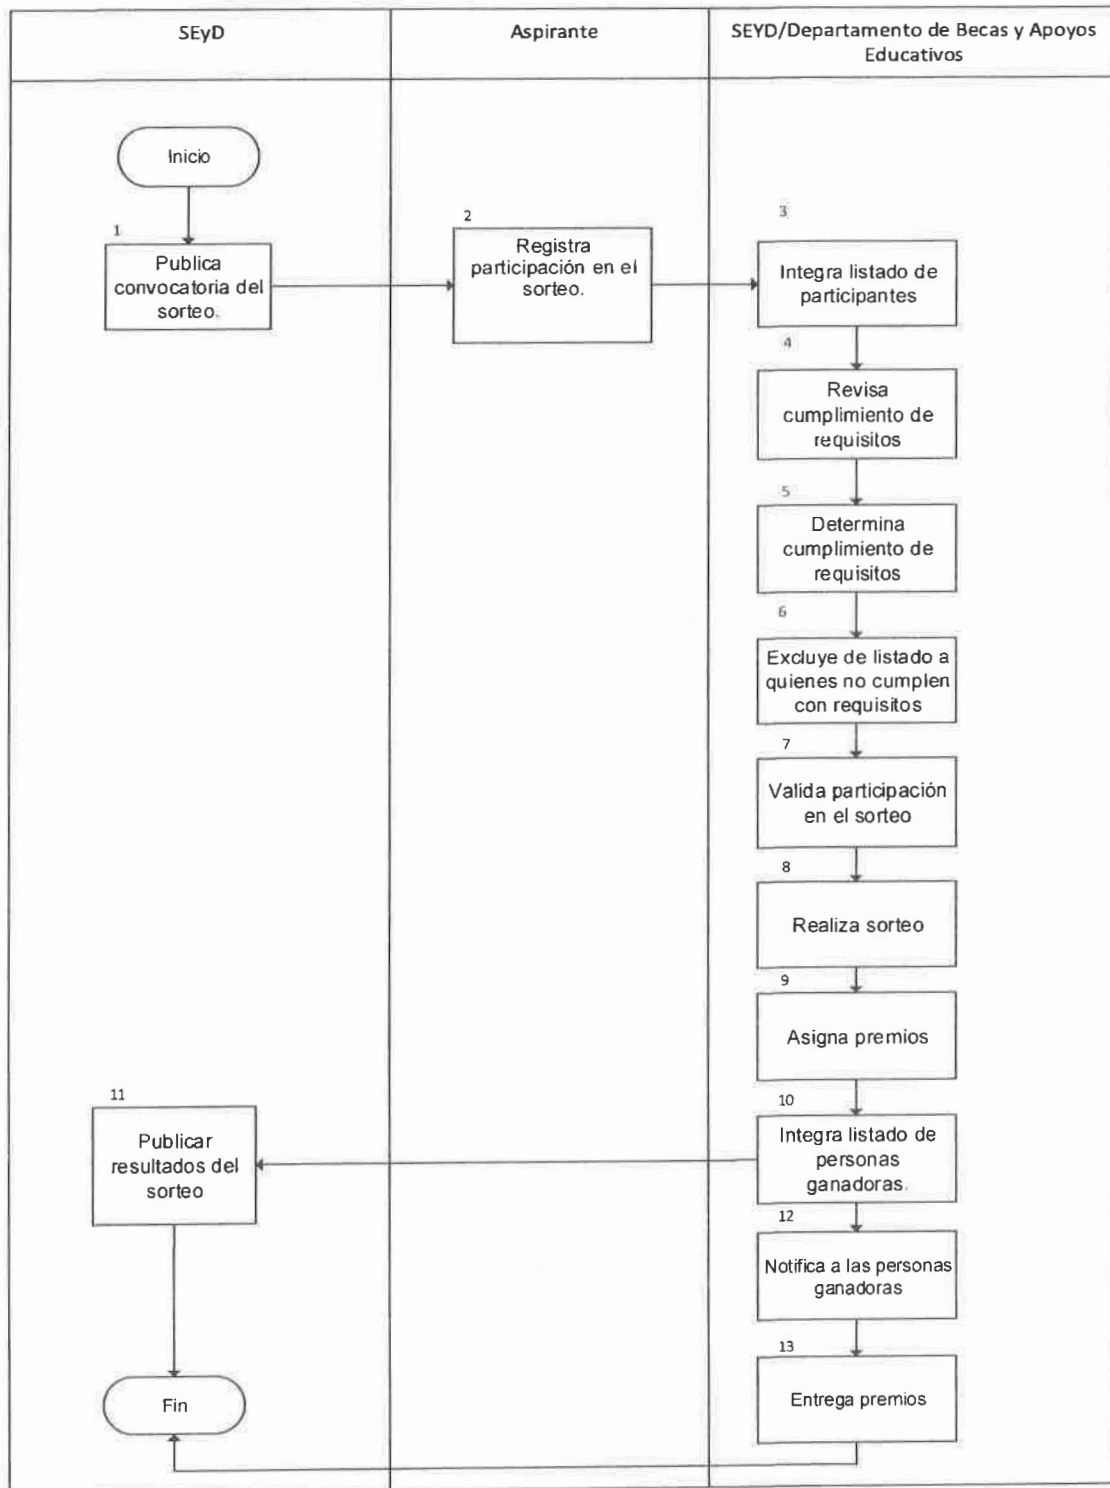 SEyD
Aspirante
SEYD/Departamento de Becas y Apoyos
Educativos
Inicio
1
Publica
convocatoria del
sorteo.
2
Registra
participación en el
sorteo.
3
Integra listado de
participantes
4
Revisa
cumplimiento de
requisitos
5
Determina
cumplimiento de
requisitos
6
Excluye de listado a
quienes no cumplen
con requisitos
7
Valida participación
en el sorteo
8
Realiza sorteo
9
Asigna premios
10
Integra listado de
personas
ganadoras.
11
Publicar
resultados del
sorteo
12
Notifica a las personas
ganadoras
13
Entrega premios
Fin